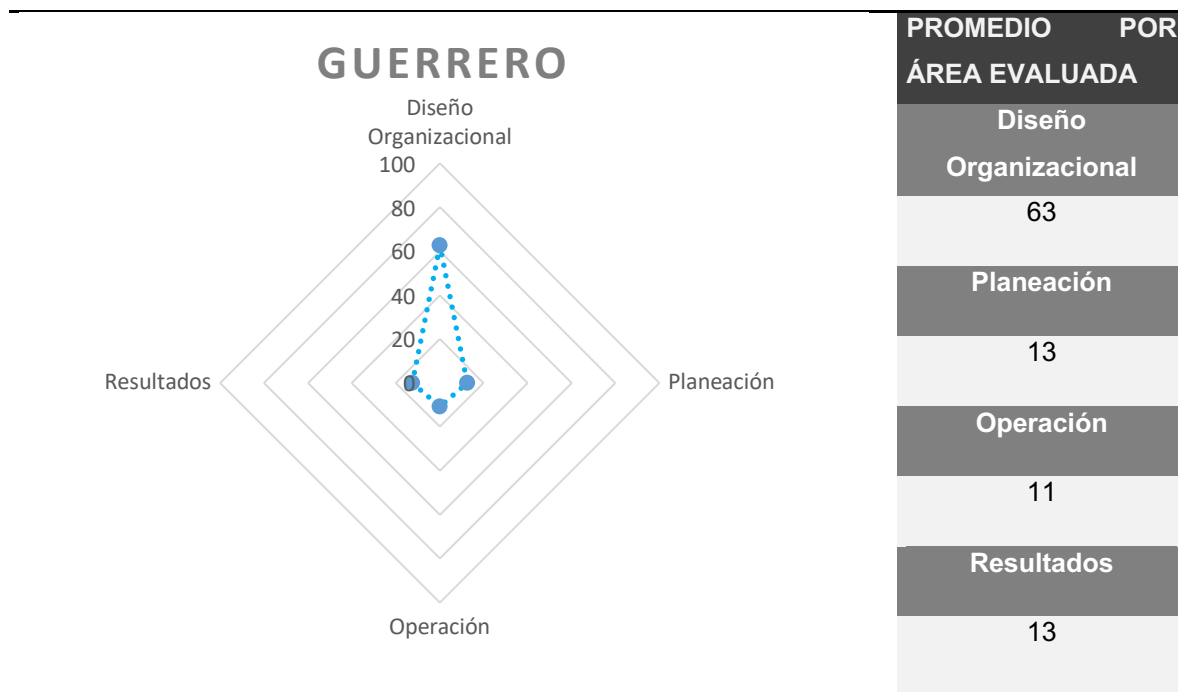 GUERRERO
Diseño
Organizacional
100
80
60
40
20
0
Resultados
Planeación
Operación
PROMEDIO POR
ÁREA EVALUADA
Diseño
Organizacional
63
Planeación
13
Operación
11
Resultados
13